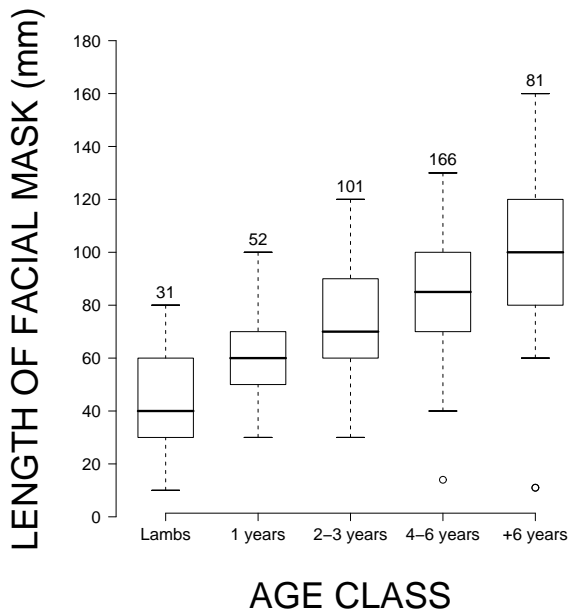 LENGTH OF FACIAL MASK (mm)
180
160
140
120
100
80
60
40
20
0
31
52
101
166
81
Lambs
1 years
2−3 years
4−6 years
+6 years
AGE CLASS